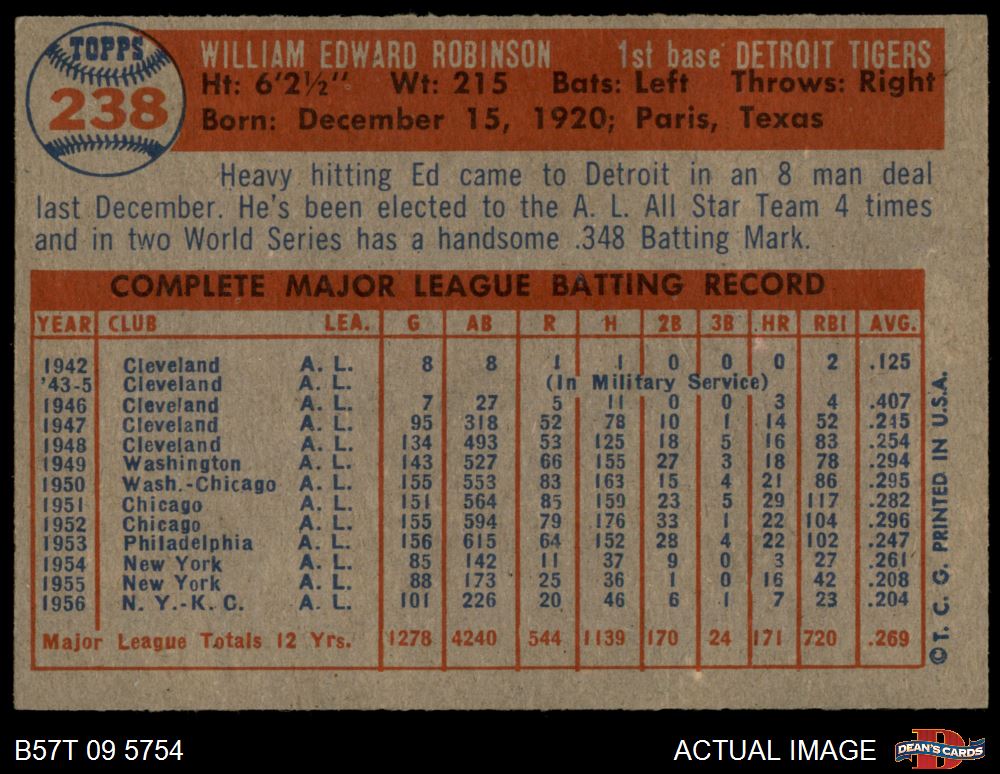 TOPPS
238
WILLIAM EDWARD ROBINSON 1st base DETROIT TIGERS
Ht: 6'2½" Wt: 215 Bats: Left Throws: Right
Born: December 15, 1920; Paris, Texas
Heavy hitting Ed came to Detroit in an 8 man deal
last December. He's been elected to the A. L. All Star Team 4 times
and in two World Series has a handsome .348 Batting Mark.
COMPLETE MAJOR LEAGUE BATTING RECORD
YEAR CLUB LEA. G AB R H 2B 3B HR RBI AVG.
1942 Cleveland A. L. 8 8 1 1 0 0 0 2 .125
'43-5 Cleveland A. L. (In Military Service)
1946 Cleveland A. L. 7 27 5 11 0 0 3 4 .407
1947 Cleveland A. L. 95 318 52 78 10 1 14 52 .245
1948 Cleveland A. L. 134 493 53 125 18 5 16 83 .254
1949 Washington A. L. 143 527 66 155 27 3 18 78 .294
1950 Wash.-Chicago A. L. 155 553 83 163 15 4 21 86 .295
1951 Chicago A. L. 151 564 85 159 23 5 29 117 .282
1952 Chicago A. L. 155 594 79 176 33 1 22 104 .296
1953 Philadelphia A. L. 156 615 64 152 28 4 22 102 .247
1954 New York A. L. 85 142 11 37 9 0 3 27 .261
1955 New York A. L. 88 173 25 36 1 0 16 42 .208
1956 N. Y.-K. C. A. L. 101 226 20 46 6 1 7 23 .204
Major League Totals 12 Yrs. 1278 4240 544 1139 170 24 171 720 .269
© T. C. G. PRINTED IN U.S.A.
B57T 09 5754
ACTUAL IMAGE
D
DEAN'S CARDS